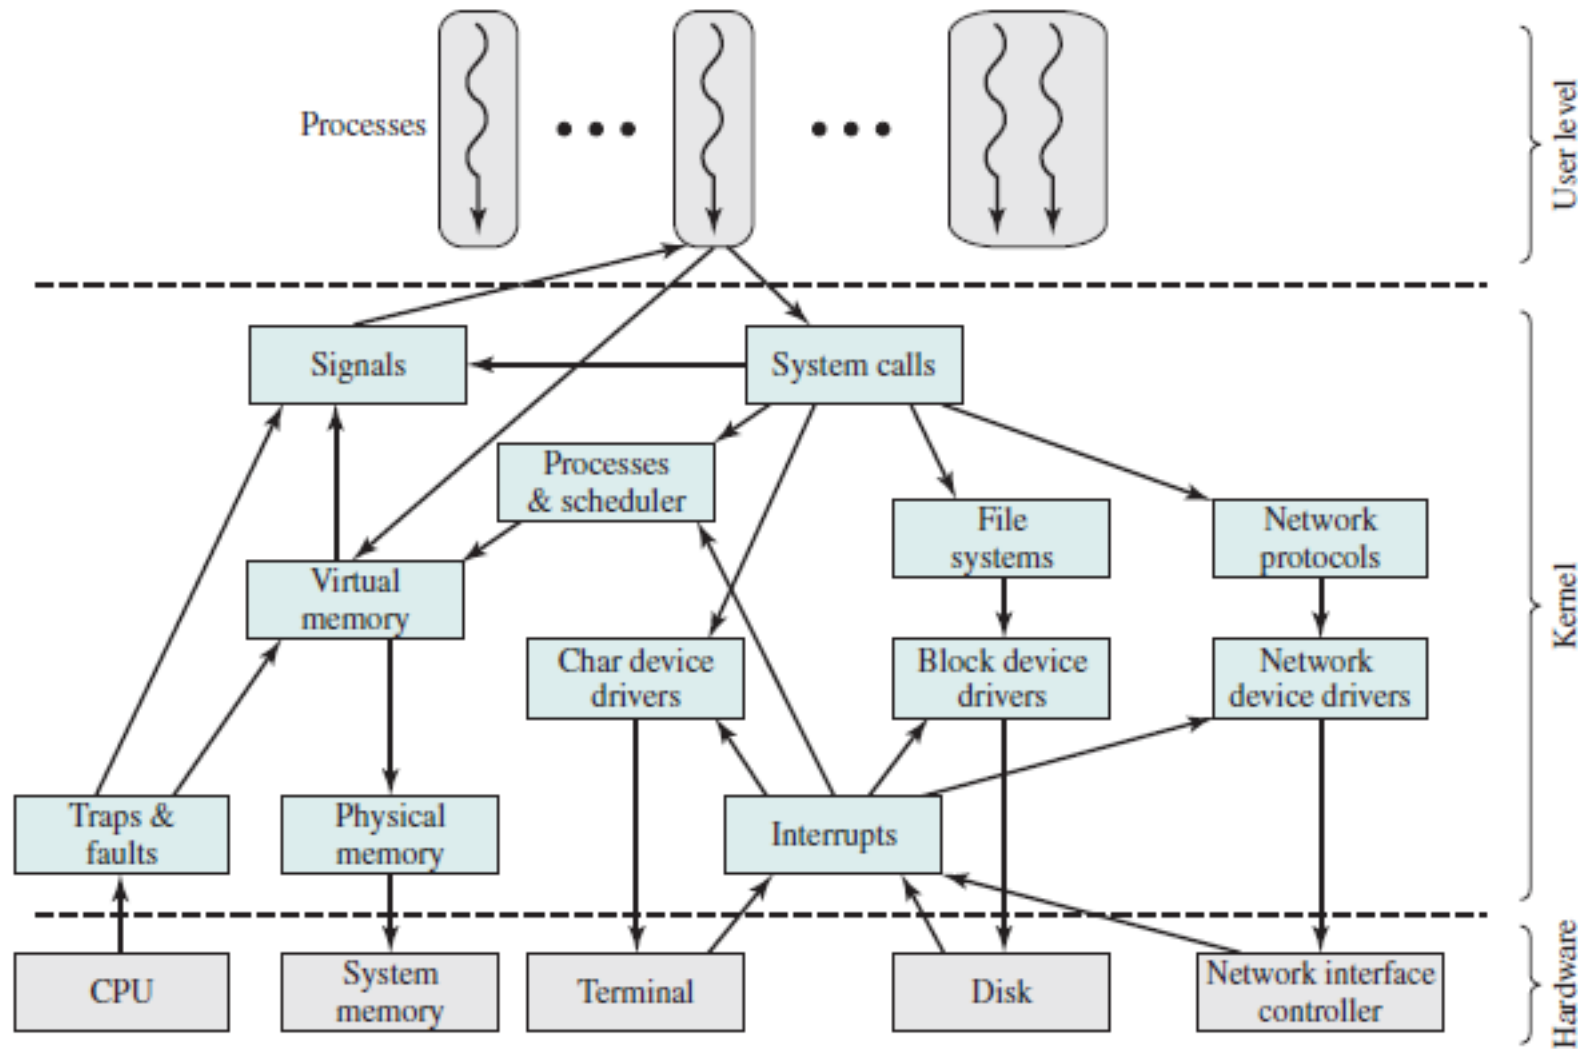 Processes
User level
Signals
System calls
Processes
& scheduler
File
systems
Network
protocols
Virtual
memory
Kernel
Char device
drivers
Block device
drivers
Network
device drivers
Traps &
faults
Physical
memory
Interrupts
CPU
System
memory
Terminal
Disk
Network interface
controller
Hardware